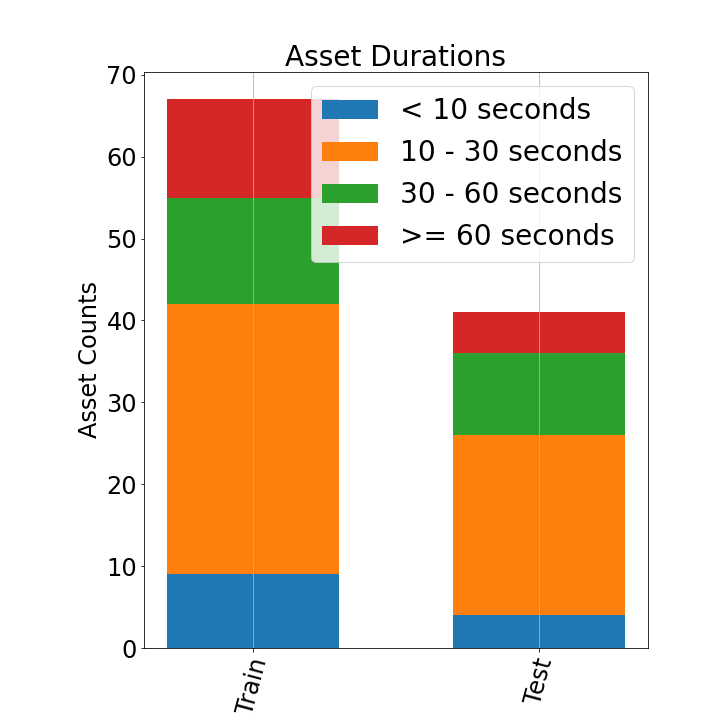 Asset Durations
70
60
50
40
30
20
10
0
Asset Counts
< 10 seconds
10 - 30 seconds
30 - 60 seconds
>= 60 seconds
Train
Test